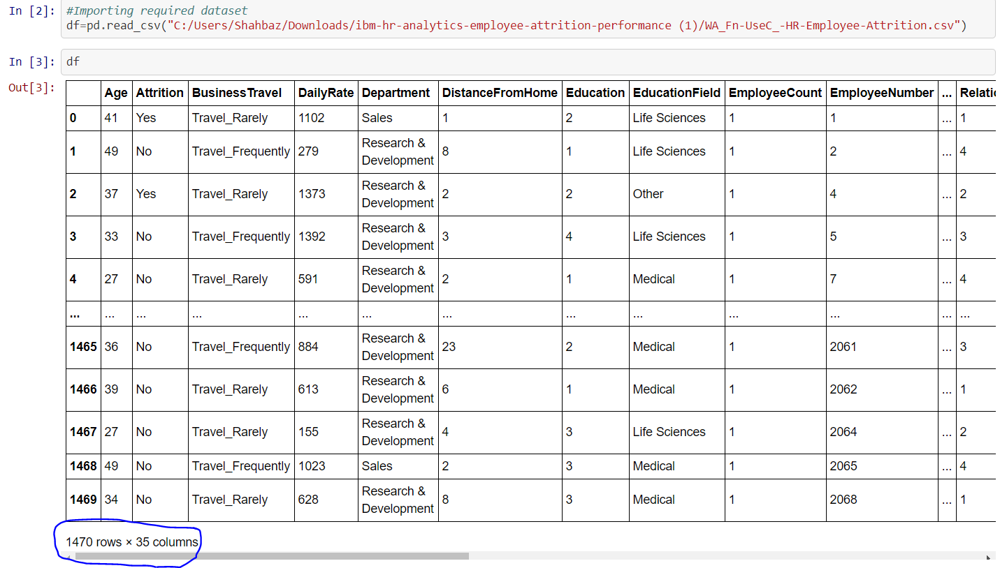 In [2]: #Importing required dataset
df=pd.read_csv("C:/Users/Shahbaz/Downloads/ibm-hr-analytics-employee-attrition-performance (1)/WA_Fn-UseC_-HR-Employee-Attrition.csv")
In [3]: df
Out[3]:
Age Attrition BusinessTravel DailyRate Department DistanceFromHome Education EducationField EmployeeCount EmployeeNumber ... Relatic
0 41 Yes Travel_Rarely 1102 Sales 1 2 Life Sciences 1 1 ... 1
1 49 No Travel_Frequently 279 Research & Development 8 1 Life Sciences 1 2 ... 4
2 37 Yes Travel_Rarely 1373 Research & Development 2 2 Other 1 4 ... 2
3 33 No Travel_Frequently 1392 Research & Development 3 4 Life Sciences 1 5 ... 3
4 27 No Travel_Rarely 591 Research & Development 2 1 Medical 1 7 ... 4
... ... ... ... ... ... ... ... ... ... ... ... ...
1465 36 No Travel_Frequently 884 Research & Development 23 2 Medical 1 2061 ... 3
1466 39 No Travel_Rarely 613 Research & Development 6 1 Medical 1 2062 ... 1
1467 27 No Travel_Rarely 155 Research & Development 4 3 Life Sciences 1 2064 ... 2
1468 49 No Travel_Frequently 1023 Sales 2 3 Medical 1 2065 ... 4
1469 34 No Travel_Rarely 628 Research & Development 8 3 Medical 1 2068 ... 1
1470 rows × 35 columns